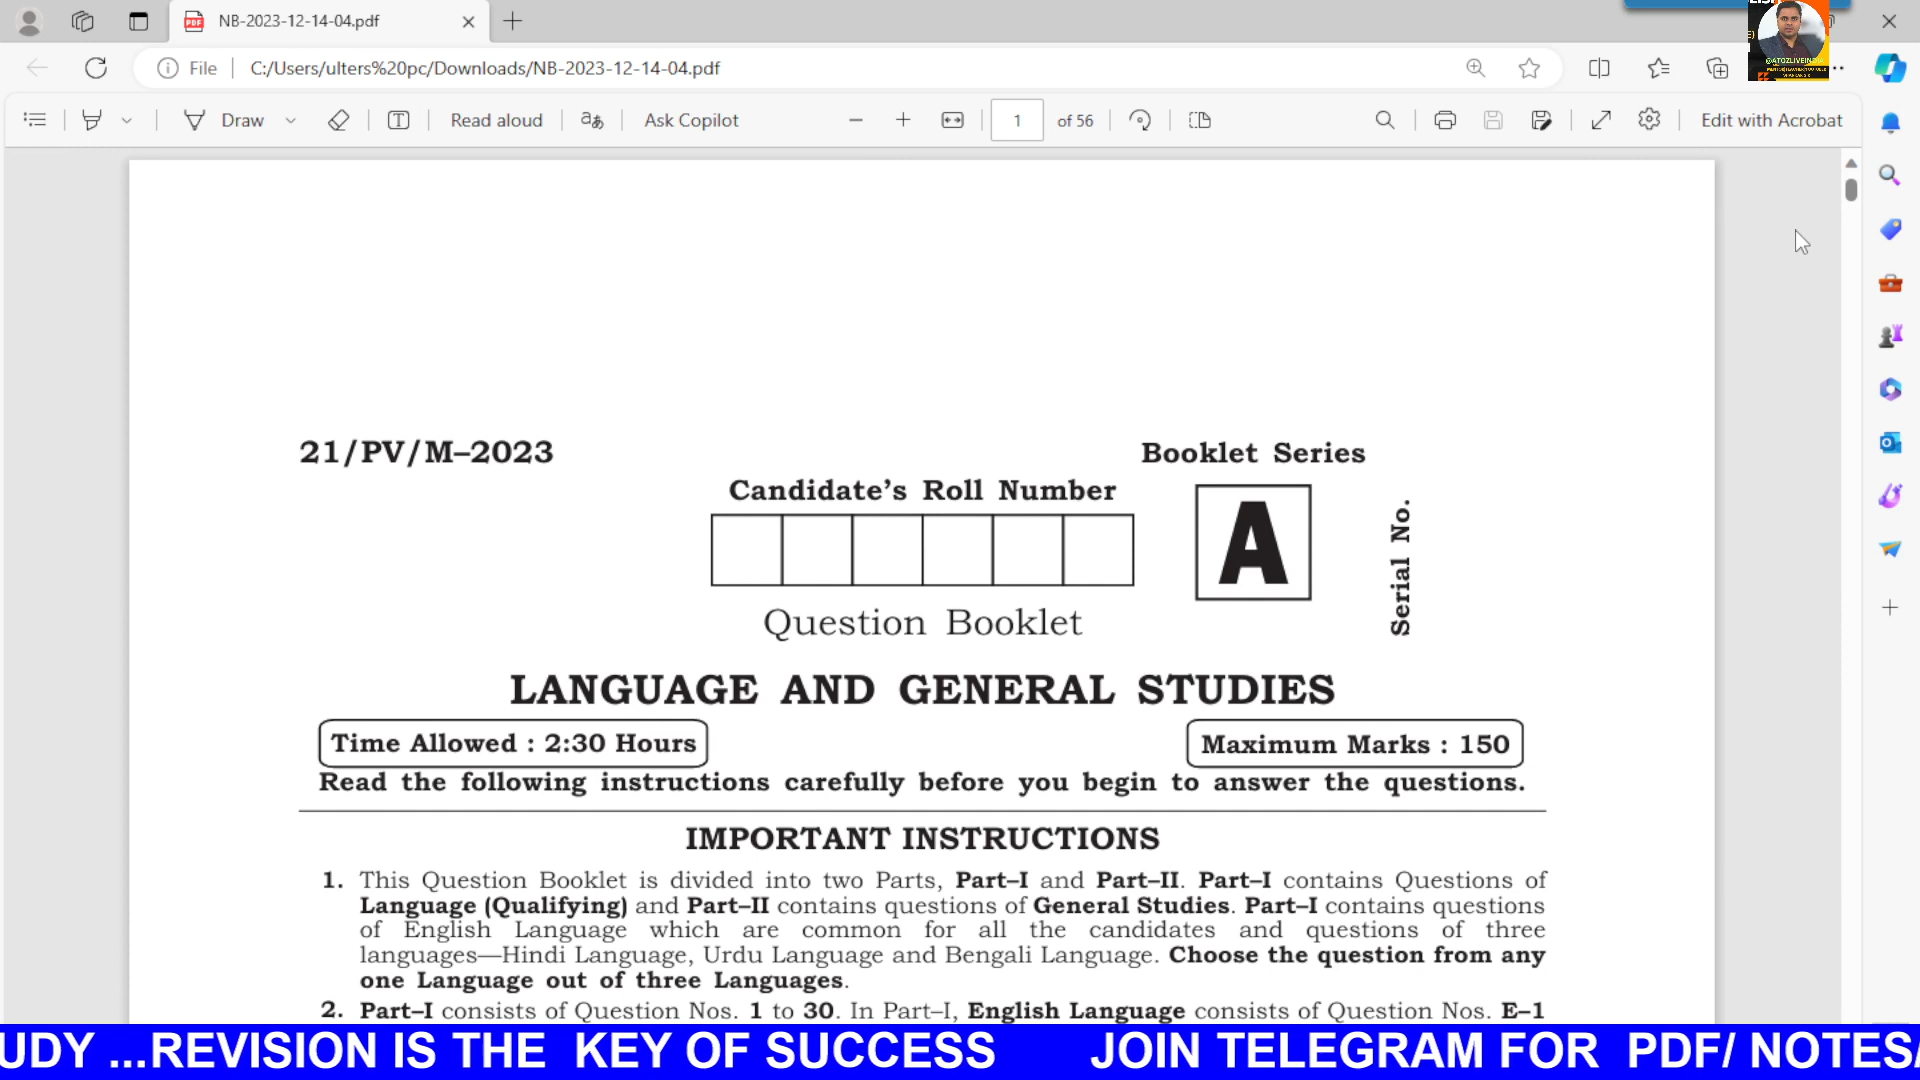 NB-2023-12-14-04.pdf
File
C:/Users/ulters%20pc/Downloads/NB-2023-12-14-04.pdf
@ATOZLIVEINDIA
Draw
Read aloud
Ask Copilot
1
of 56
Edit with Acrobat
21/PV/M–2023
Booklet Series
Candidate's Roll Number
A
Serial No.
Question Booklet
LANGUAGE AND GENERAL STUDIES
Time Allowed : 2:30 Hours
Maximum Marks : 150
Read the following instructions carefully before you begin to answer the questions.
IMPORTANT INSTRUCTIONS
1. This Question Booklet is divided into two Parts, Part–I and Part–II. Part–I contains Questions of
Language (Qualifying) and Part–II contains questions of General Studies. Part–I contains questions
of English Language which are common for all the candidates and questions of three
languages—Hindi Language, Urdu Language and Bengali Language. Choose the question from any
one Language out of three Languages.
2. Part–I consists of Question Nos. 1 to 30. In Part–I, English Language consists of Question Nos. E–1
UDY ...REVISION IS THE KEY OF SUCCESS JOIN TELEGRAM FOR PDF/ NOTES/